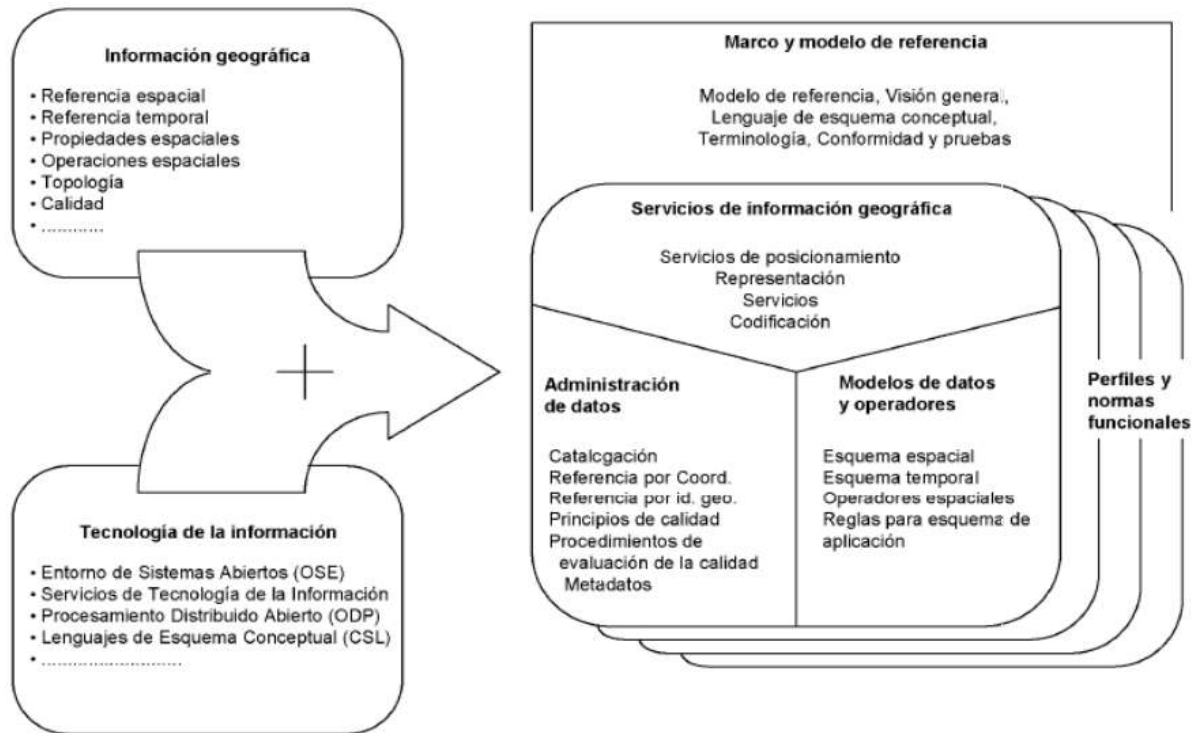 Información geográfica
• Referencia espacial
• Referencia temporal
• Propiedades espaciales
• Operaciones espaciales
• Topología
• Calidad
• ............
Tecnología de la información
• Entorno de Sistemas Abiertos (OSE)
• Servicios de Tecnología de la Información
• Procesamiento Distribuido Abierto (ODP)
• Lenguajes de Esquema Conceptual (CSL)
• .........................
Marco y modelo de referencia
Modelo de referencia, Visión general,
Lenguaje de esquema conceptual,
Terminología, Conformidad y pruebas
Servicios de información geográfica
Servicios de posicionamiento
Representación
Servicios
Codificación
Administración
de datos
Catalcgación
Referencia por Coord.
Referencia por id. geo.
Principios de calidad
Procedimientos de
evaluación de la calidad
Metadatos
Modelos de datos
y operadores
Esquema espacial
Esquema temporal
Operadores espaciales
Reglas para esquema de
aplicación
Perfiles y
normas
funcionales